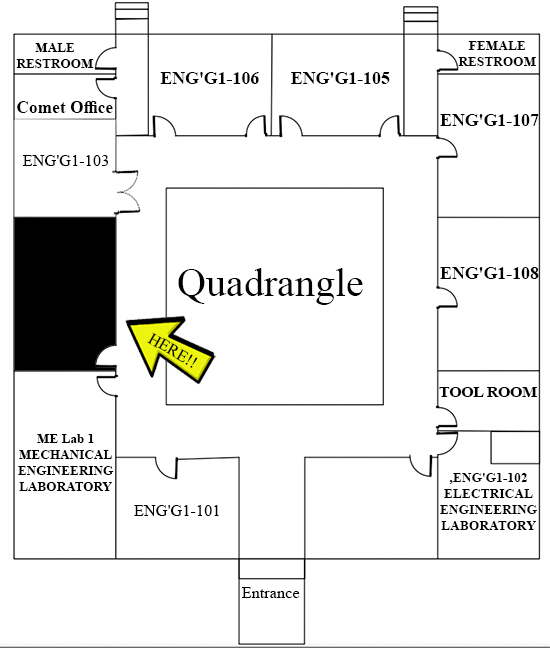 MALE
RESTROOM
ENG'G1-106
ENG'G1-105
FEMALE
RESTROOM
Comet Office
ENG'G1-107
ENG'G1-103
Quadrangle
ENG'G1-108
HERE!!
TOOL ROOM
ME Lab 1
MECHANICAL
ENGINEERING
LABORATORY
ENG'G1-101
,ENG'G1-102
ELECTRICAL
ENGINEERING
LABORATORY
Entrance